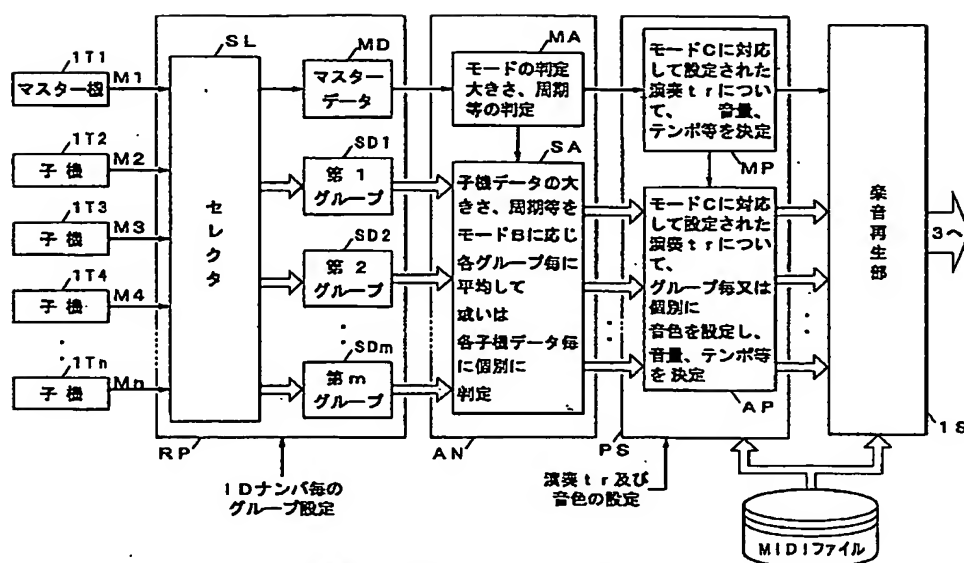 1T1
マスター機
M1
1T2
子機
M2
1T3
子機
M3
1T4
子機
M4
1Tn
子機
Mn
SL
セレクタ
MD
マスター
データ
SD1
第1
グループ
SD2
第2
グループ
SDm
第m
グループ
RP
IDナンバ毎の
グループ設定
MA
モードの判定
大きさ、周期
等の判定
SA
子機データの大
きさ、周期等を
モードBに応じ
各グループ毎に
平均して
或いは
各子機データ毎
に個別に
判定
AN
モードCに対応
して設定された
演奏trについ
て、 音量、
テンポ等を決定
MP
モードCに対応
して設定された
演奏trについ
て、
グループ毎又は
個別に
音色を設定し、
音量、テンポ等
を決定
AP
PS
演奏tr及び
音色の設定
楽音再生部
3へ
1S
MIDIファイル